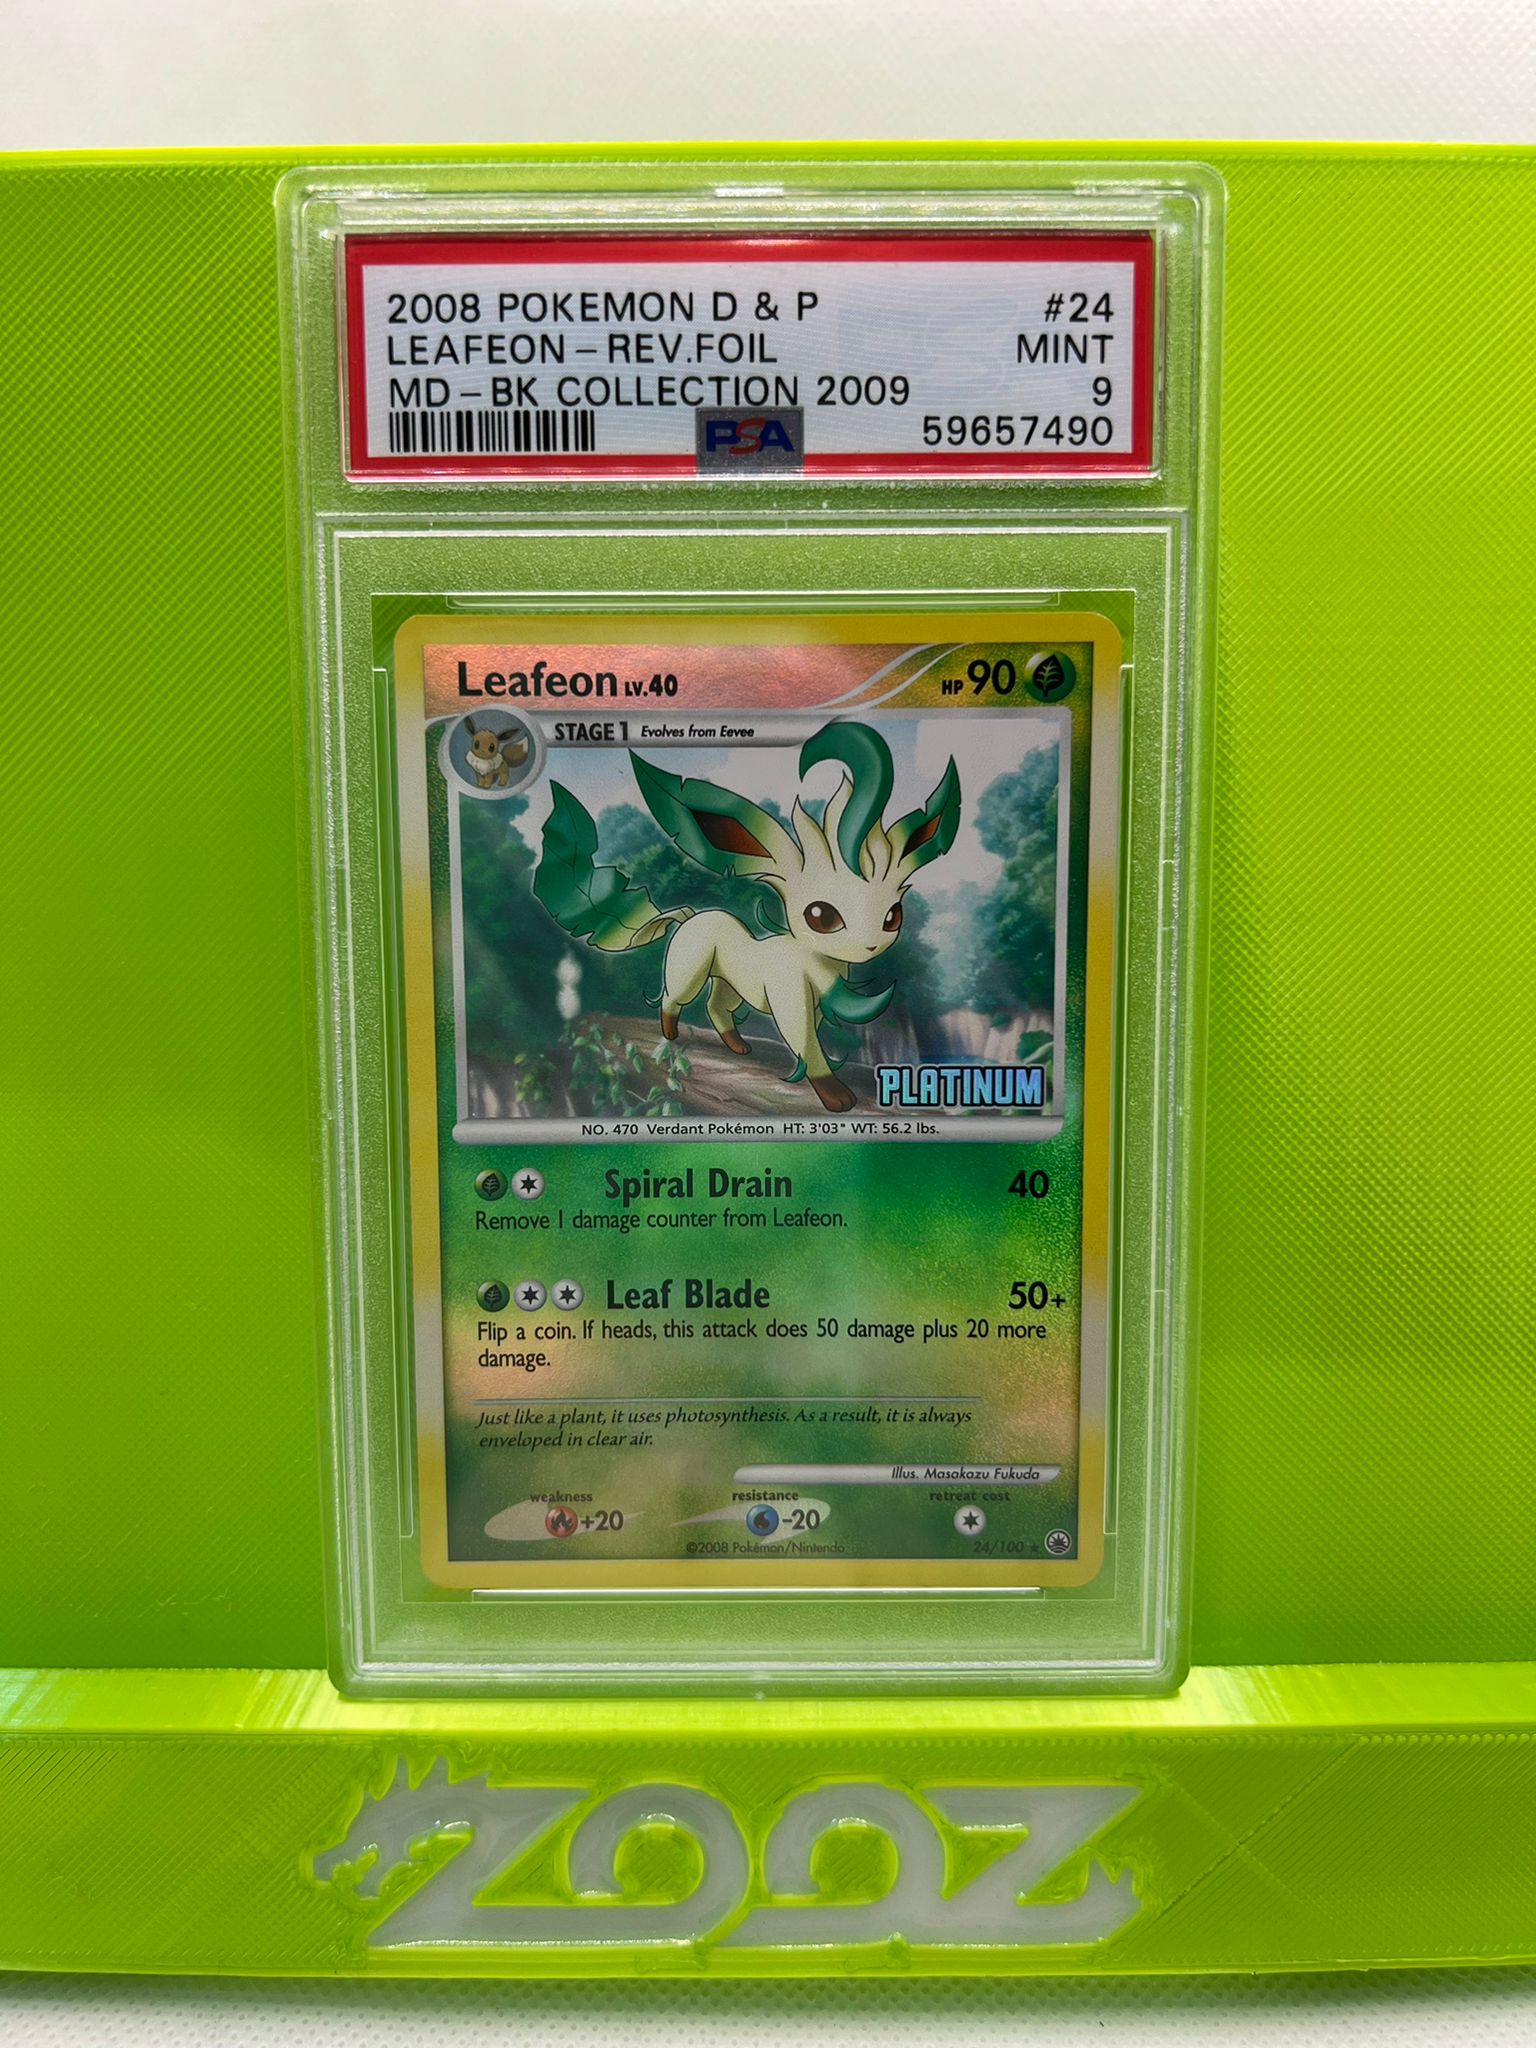 2008 POKEMON D & P #24
LEAFEON-REV.FOIL MINT
MD-BK COLLECTION 2009 9
PSA 59657490
Leafeon LV.40 HP 90
STAGE 1 Evolves from Eevee
PLATINUM
NO. 470 Verdant Pokémon HT: 3'03" WT: 56.2 lbs.
Spiral Drain 40
Remove 1 damage counter from Leafeon.
Leaf Blade 50+
Flip a coin. If heads, this attack does 50 damage plus 20 more
damage.
Just like a plant, it uses photosynthesis. As a result, it is always
enveloped in clear air.
Illus. Masakazu Fukuda
weakness resistance retreat cost
+20 -20
©2008 Pokémon/Nintendo 24/100 ★
ZOOZ